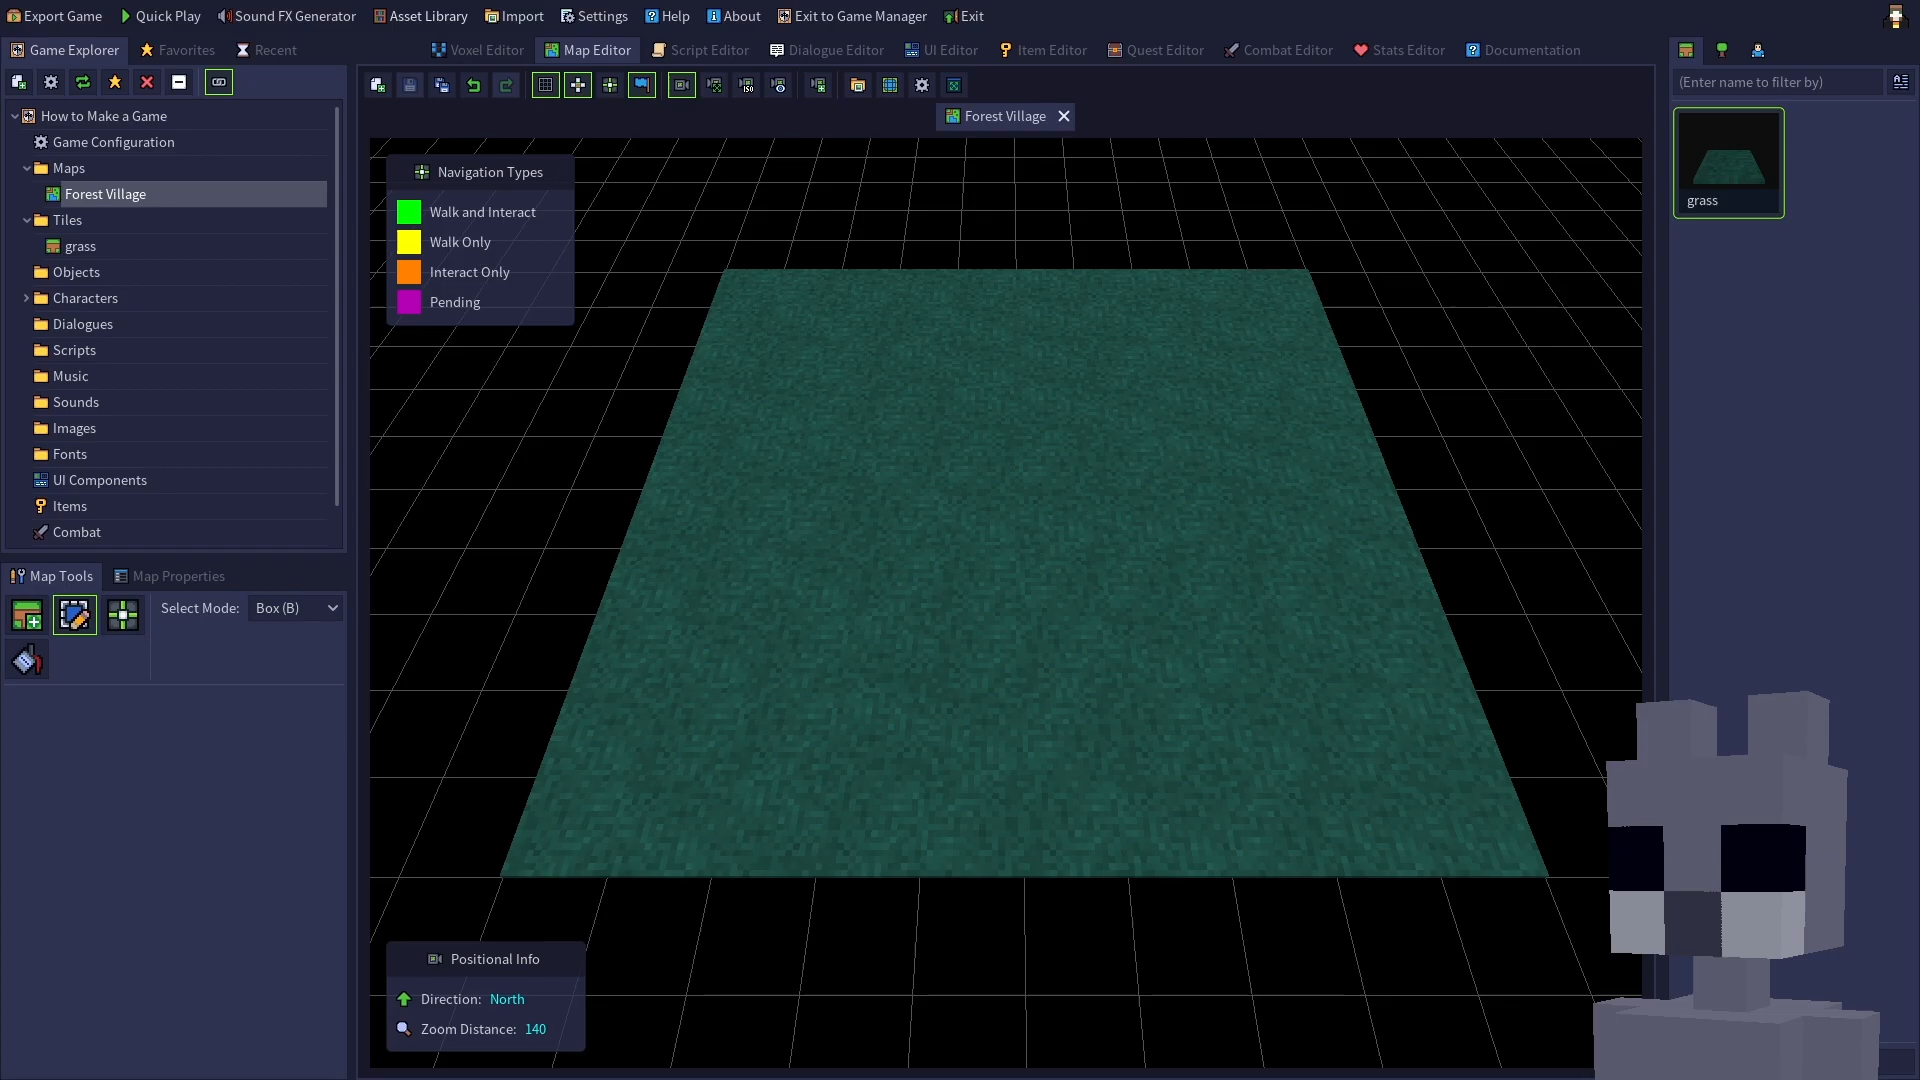 Export Game Quick Play Sound FX Generator Asset Library Import Settings Help About Exit to Game Manager Exit
Game Explorer Favorites Recent Voxel Editor Map Editor Script Editor Dialogue Editor UI Editor Item Editor Quest Editor Combat Editor Stats Editor Documentation
(Enter name to filter by)
ISO
Forest Village
How to Make a Game
Game Configuration
Maps
Forest Village
Tiles
grass
Objects
Characters
Dialogues
Scripts
Music
Sounds
Images
Fonts
UI Components
Items
Combat
Navigation Types
Walk and Interact
Walk Only
Interact Only
Pending
grass
Map Tools Map Properties
Select Mode: Box (B)
Positional Info
Direction: North
Zoom Distance: 140